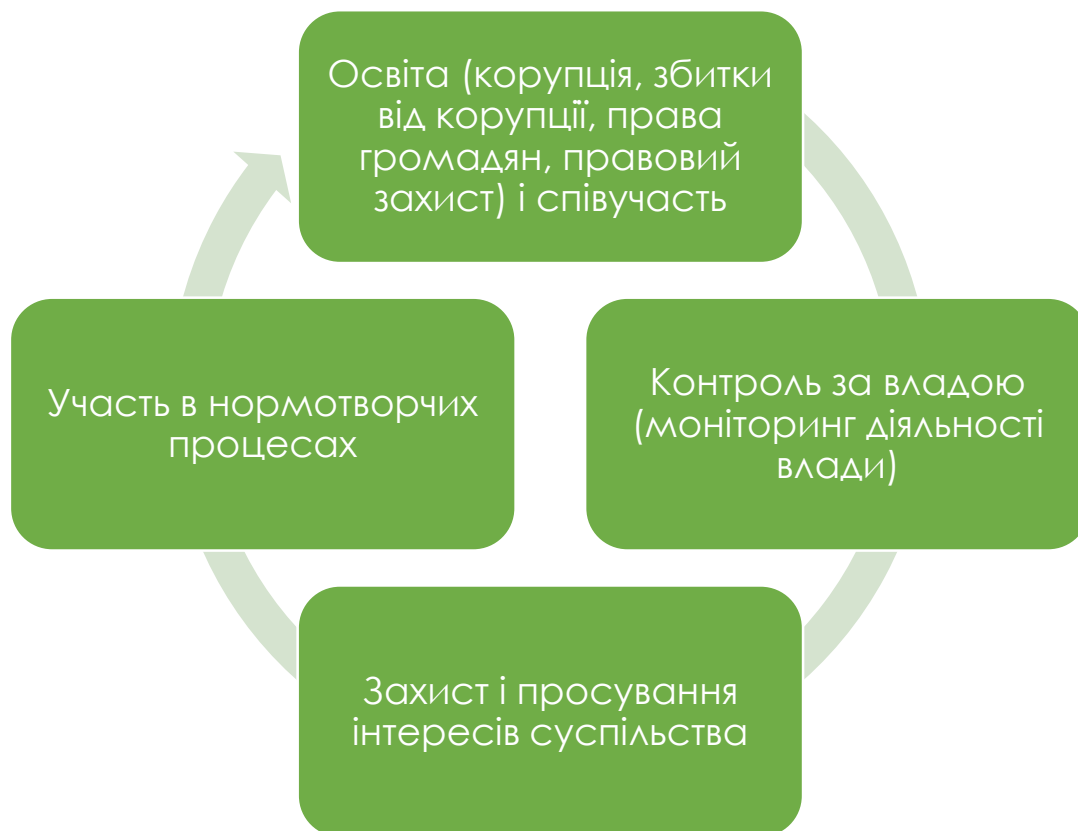 Освіта (корупція, збитки
від корупції, права
громадян, правовий
захист) і співучасть
Контроль за владою
(моніторинг діяльності
влади)
Захист і просування
інтересів суспільства
Участь в нормотворчих
процесах